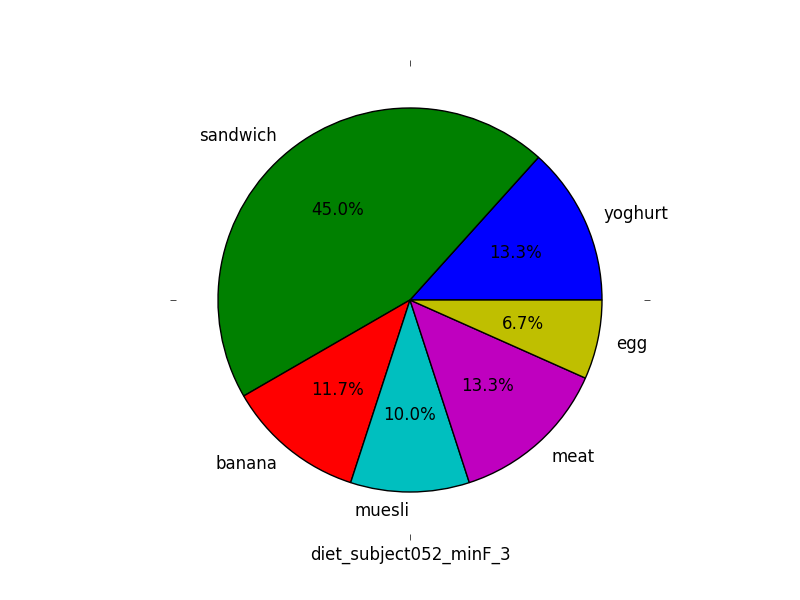 sandwich
45.0%
yoghurt
13.3%
6.7%
egg
11.7%
13.3%
10.0%
banana
meat
muesli
diet_subject052_minF_3